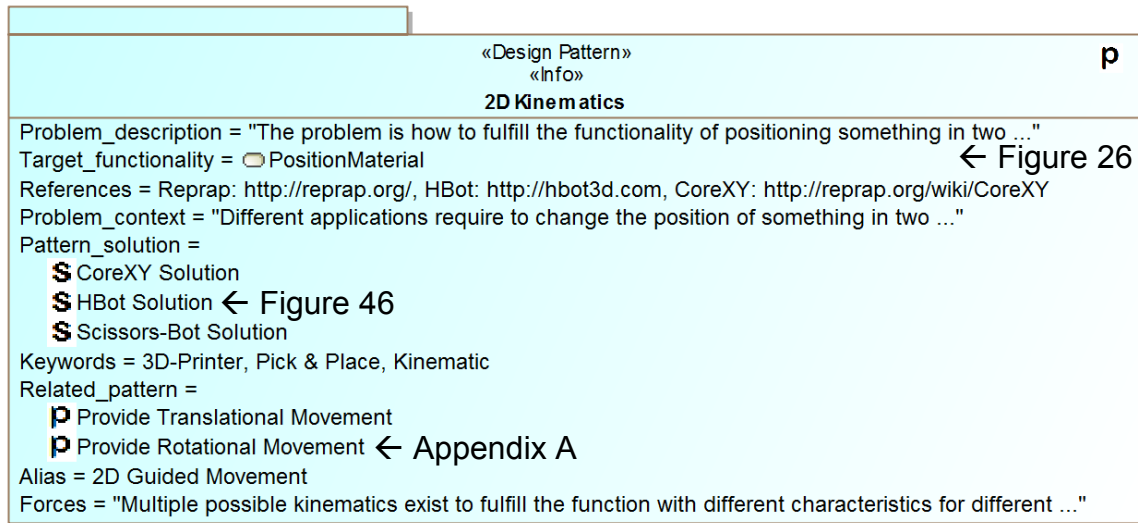 «Design Pattern»
«Info»
p
2D Kinematics
Problem_description = "The problem is how to fulfill the functionality of positioning something in two ..."
Target_functionality = PositionMaterial
← Figure 26
References = Reprap: http://reprap.org/, HBot: http://hbot3d.com, CoreXY: http://reprap.org/wiki/CoreXY
Problem_context = "Different applications require to change the position of something in two ..."
Pattern_solution =
S CoreXY Solution
S HBot Solution ← Figure 46
S Scissors-Bot Solution
Keywords = 3D-Printer, Pick & Place, Kinematic
Related_pattern =
p Provide Translational Movement
p Provide Rotational Movement ← Appendix A
Alias = 2D Guided Movement
Forces = "Multiple possible kinematics exist to fulfill the function with different characteristics for different ..."